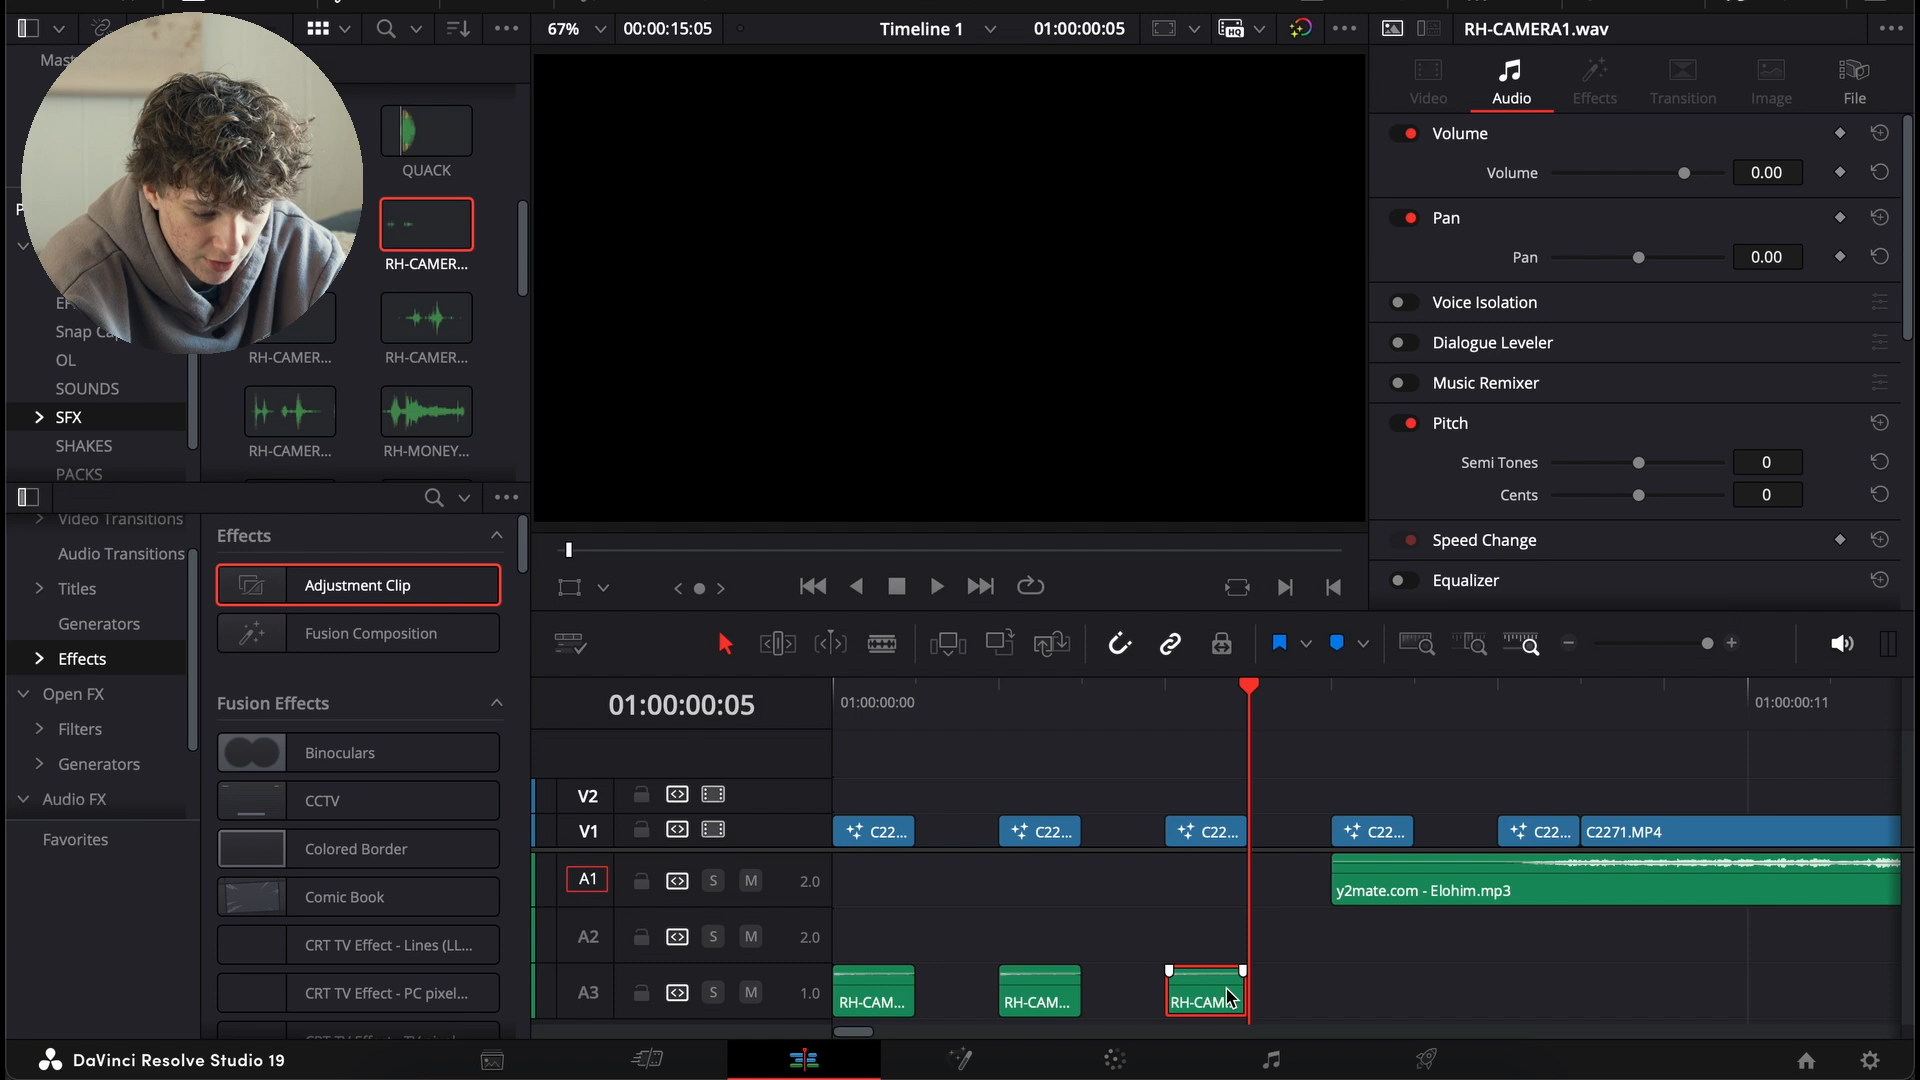 67%
00:00:15:05
Timeline 1
01:00:00:05
RH-CAMERA1.wav
QUACK
RH-CAMER...
RH-CAMER...
RH-CAMER...
RH-CAMER...
RH-MONEY...
Snap
OL
SOUNDS
SFX
SHAKES
PACKS
Video
Audio
Effects
Transition
Image
File
Volume
Volume
0.00
Pan
Pan
0.00
Voice Isolation
Dialogue Leveler
Music Remixer
Pitch
Semi Tones
0
Cents
0
Speed Change
Equalizer
Video Transitions
Audio Transitions
Titles
Generators
Effects
Open FX
Filters
Generators
Audio FX
Favorites
Effects
Adjustment Clip
Fusion Composition
Fusion Effects
Binoculars
CCTV
Colored Border
Comic Book
CRT TV Effect - Lines (LL...
CRT TV Effect - PC pixel...
01:00:00:05
01:00:00:00
01:00:00:11
V2
V1
C22...
C22...
C22...
C22...
C22...
C2271.MP4
A1
S
M
2.0
y2mate.com - Elohim.mp3
A2
S
M
2.0
A3
S
M
1.0
RH-CAM...
RH-CAM...
RH-CAM
DaVinci Resolve Studio 19